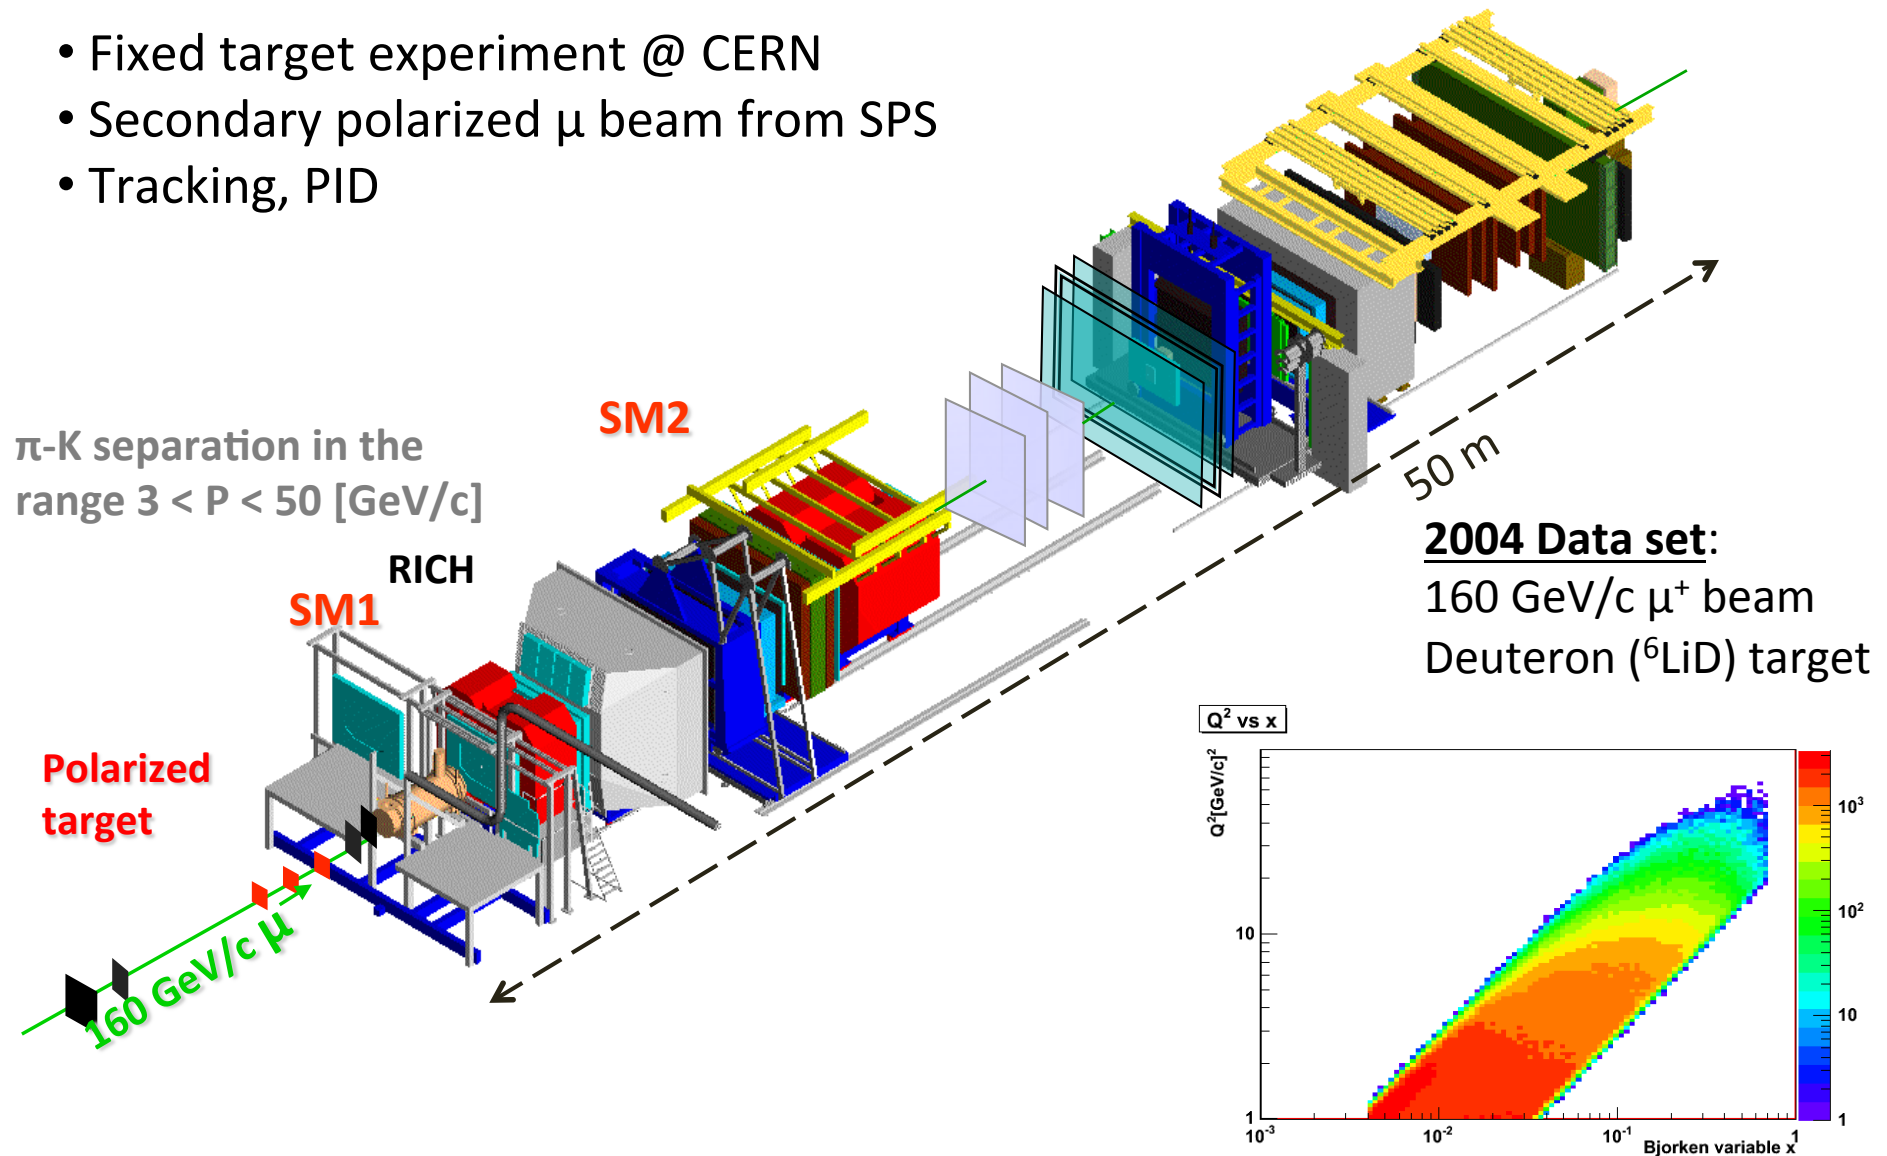 • Fixed target experiment @ CERN
• Secondary polarized μ beam from SPS
• Tracking, PID
π-K separation in the
range 3 < P < 50 [GeV/c]
SM2
RICH
SM1
50 m
2004 Data set:
160 GeV/c μ⁺ beam
Deuteron (⁶LiD) target
Polarized
target
160 GeV/c μ
Q² vs x
Q²[GeV/c]²
10
1
10⁻³
10⁻²
10⁻¹
1
Bjorken variable x
10³
10²
10
1